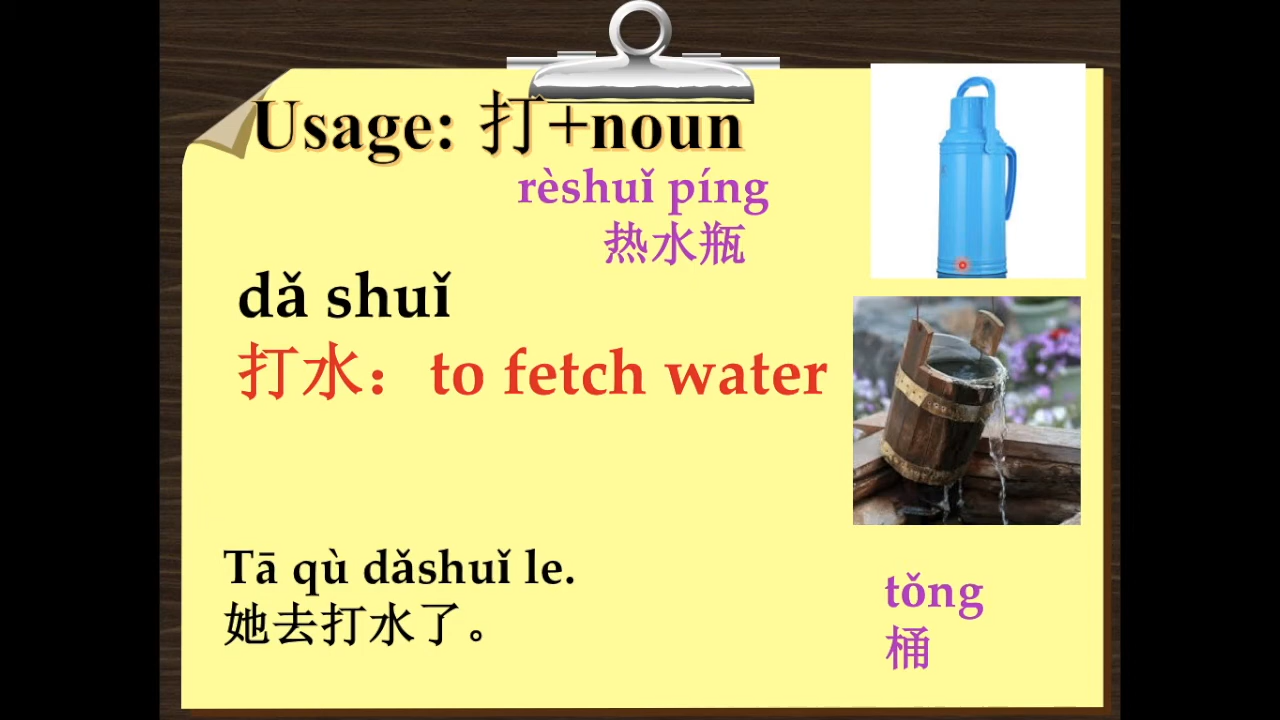 Usage: 打+noun
rèshuǐ píng
热水瓶
dǎ shuǐ
打水：to fetch water
Tā qù dǎshuǐ le.
她去打水了。
tǒng
桶